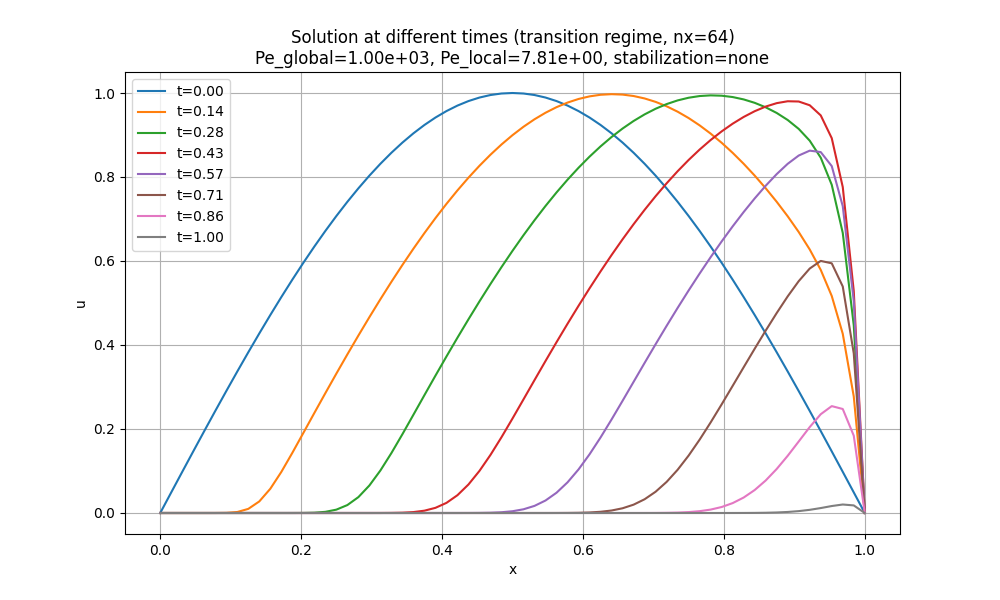 Solution at different times (transition regime, nx=64)
Pe_global=1.00e+03, Pe_local=7.81e+00, stabilization=none
t=0.00
t=0.14
t=0.28
t=0.43
t=0.57
t=0.71
t=0.86
t=1.00
1.0
0.8
0.6
0.4
0.2
0.0
u
0.0 0.2 0.4 0.6 0.8 1.0
x